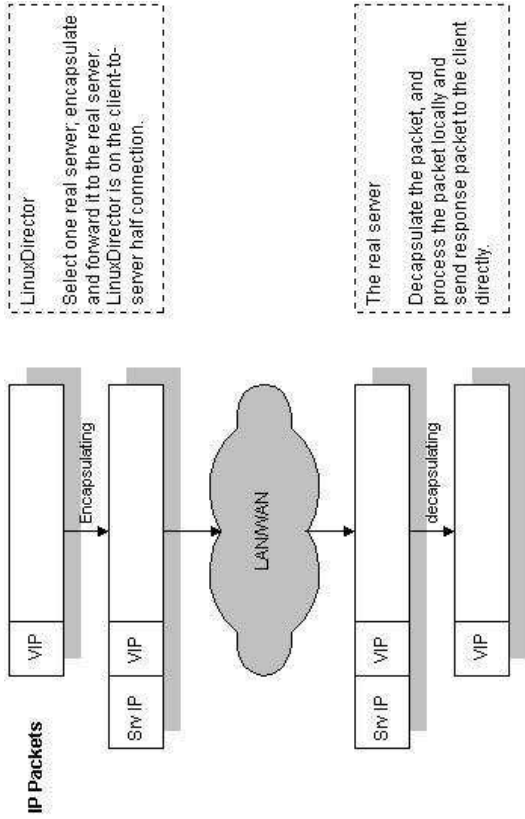 IP Packets
VIP
Encapsulating
Srv IP
VIP
LAN/WAN
Srv IP
VIP
decapsulating
VIP
LinuxDirector
Select one real server; encapsulate
and forward it to the real server.
LinuxDirector is on the client-to-
server half connection.
The real server
Decapsulate the packet, and
process the packet locally and
send response packet to the client
directly.